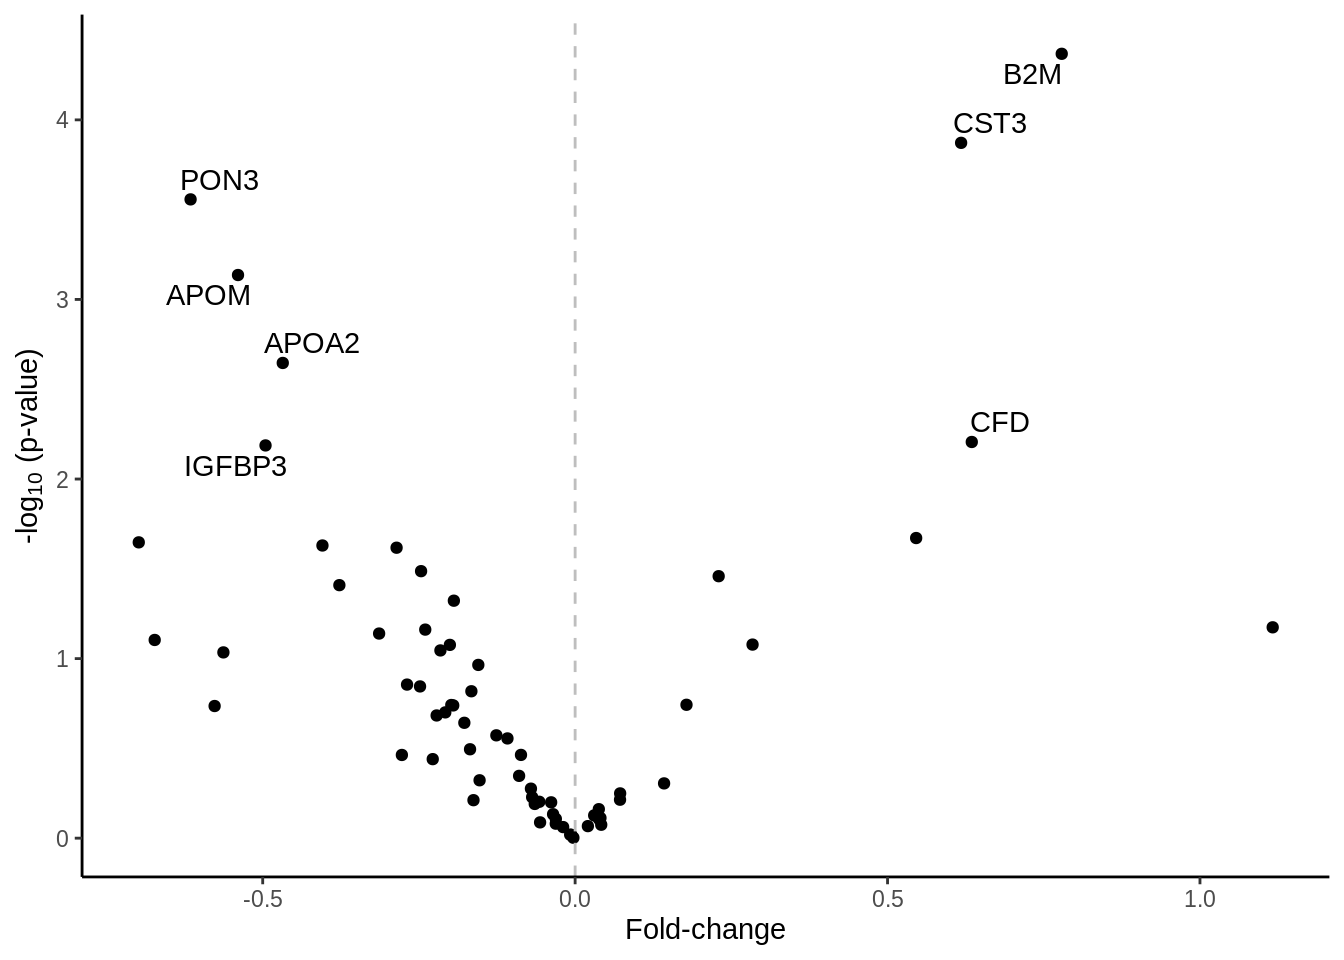 B2M
CST3
PON3
APOM
APOA2
CFD
IGFBP3
4
3
2
1
0
-log10 (p-value)
-0.5
0.0
0.5
1.0
Fold-change